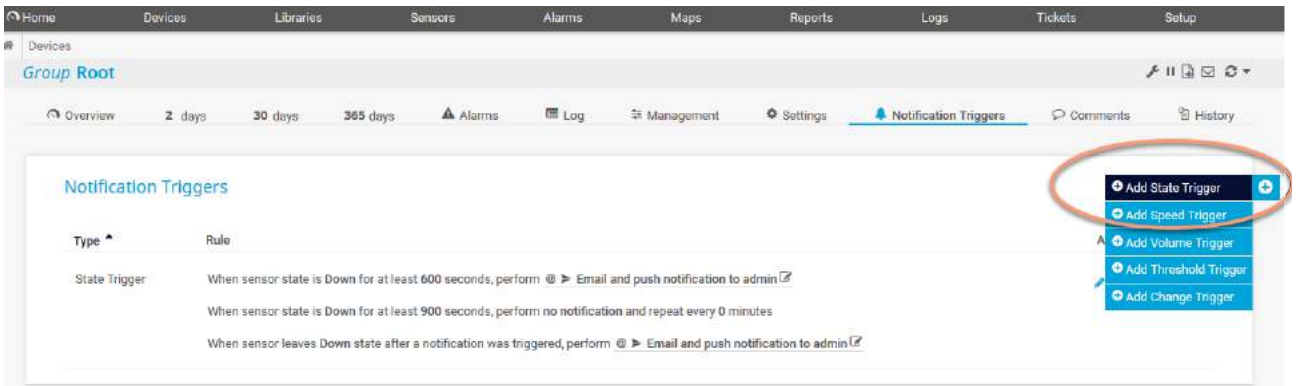 Home Devices Libraries Sensors Alarms Maps Reports Logs Tickets Setup
Devices
Group Root
Overview 2 days 30 days 365 days Alarms Log Management Settings Notification Triggers Comments History
Notification Triggers
Add State Trigger
Add Speed Trigger
Type Rule A Add Volume Trigger
State Trigger When sensor state is Down for at least 600 seconds, perform @ Email and push notification to admin Add Threshold Trigger
Add Change Trigger
When sensor state is Down for at least 900 seconds, perform no notification and repeat every 0 minutes
When sensor leaves Down state after a notification was triggered, perform @ Email and push notification to admin